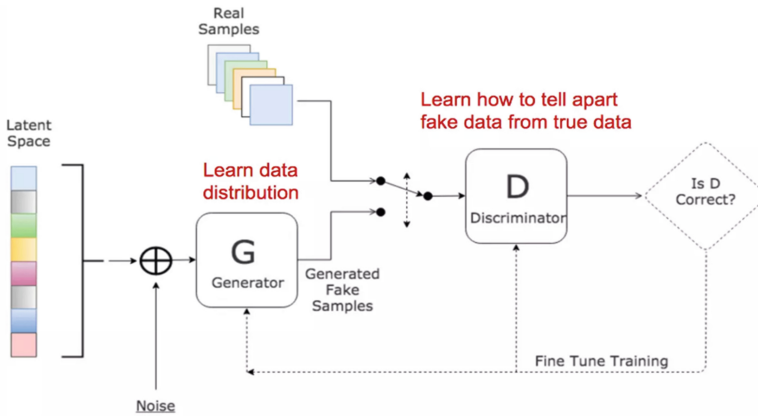 Real
Samples
Learn how to tell apart
fake data from true data
Latent
Space
Learn data
distribution
D
Discriminator
Is D
Correct?
G
Generator
Generated
Fake
Samples
Fine Tune Training
Noise